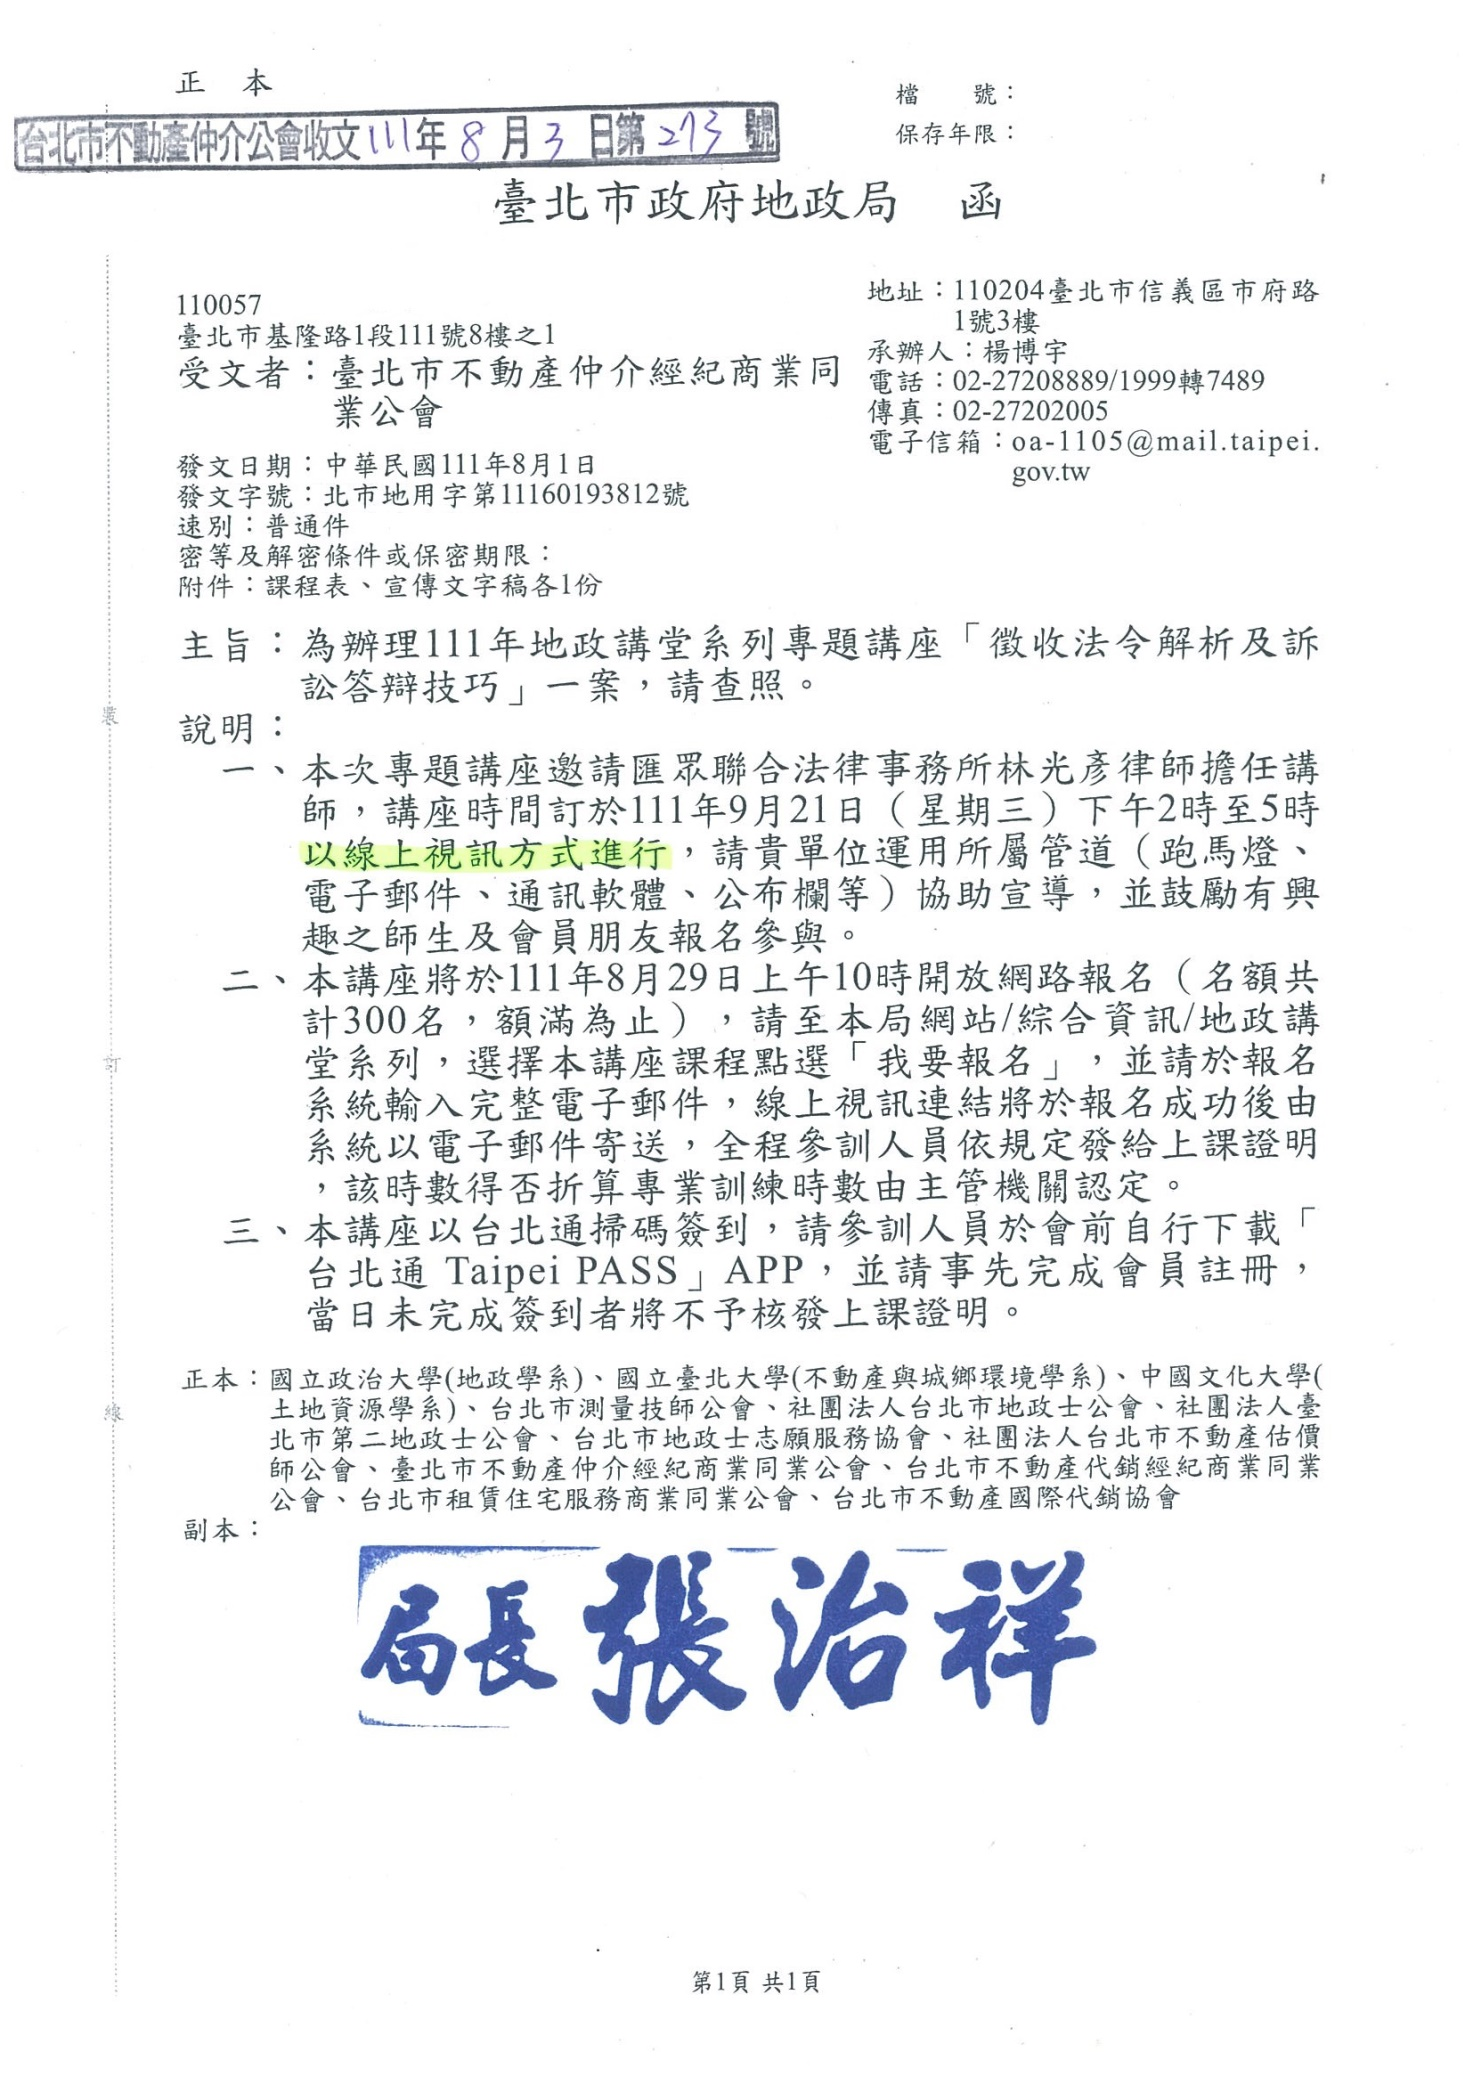 正 本
檔 號：
保存年限：
台北市不動產仲介公會收文111年8月3日第273號
臺北市政府地政局 函
110057
臺北市基隆路1段111號8樓之1
受文者：臺北市不動產仲介經紀商業同
業公會
地址：110204臺北市信義區市府路
1號3樓
承辦人：楊博宇
電話：02-27208889/1999轉7489
傳真：02-27202005
電子信箱：oa-1105@mail.taipei.
gov.tw
發文日期：中華民國111年8月1日
發文字號：北市地用字第11160193812號
速別：普通件
密等及解密條件或保密期限：
附件：課程表、宣傳文字稿各1份
主旨：為辦理111年地政講堂系列專題講座「徵收法令解析及訴
訟答辯技巧」一案，請查照。
說明：
一、本次專題講座邀請匯眾聯合法律事務所林光彥律師擔任講
師，講座時間訂於111年9月21日（星期三）下午2時至5時
以線上視訊方式進行，請貴單位運用所屬管道（跑馬燈、
電子郵件、通訊軟體、公布欄等）協助宣導，並鼓勵有興
趣之師生及會員朋友報名參與。
二、本講座將於111年8月29日上午10時開放網路報名（名額共
計300名，額滿為止），請至本局網站/綜合資訊/地政講
堂系列，選擇本講座課程點選「我要報名」，並請於報名
系統輸入完整電子郵件，線上視訊連結將於報名成功後由
系統以電子郵件寄送，全程參訓人員依規定發給上課證明
，該時數得否折算專業訓練時數由主管機關認定。
三、本講座以台北通掃碼簽到，請參訓人員於會前自行下載「
台北通 Taipei PASS」APP，並請事先完成會員註冊，
當日未完成簽到者將不予核發上課證明。
正本：國立政治大學(地政學系)、國立臺北大學(不動產與城鄉環境學系)、中國文化大學(
土地資源學系)、台北市測量技師公會、社團法人台北市地政士公會、社團法人臺
北市第二地政士公會、台北市地政士志願服務協會、社團法人台北市不動產估價
師公會、臺北市不動產仲介經紀商業同業公會、台北市不動產代銷經紀商業同業
公會、台北市租賃住宅服務商業同業公會、台北市不動產國際代銷協會
副本：
局長 張治祥
裝
訂
線
第1頁 共1頁